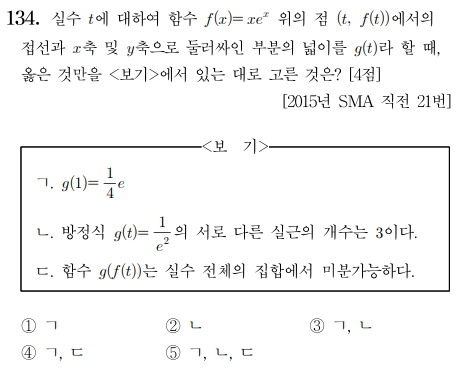 134. 실수 t에 대하여 함수 f(x)=xe^x 위의 점 (t, f(t))에서의
접선과 x축 및 y축으로 둘러싸인 부분의 넓이를 g(t)라 할 때,
옳은 것만을 <보기>에서 있는 대로 고른 것은? [4점]
[2015년 SMA 직전 21번]
<보 기>
ㄱ. g(1)=1/4 e
ㄴ. 방정식 g(t)=1/e^2 의 서로 다른 실근의 개수는 3이다.
ㄷ. 함수 g(f(t))는 실수 전체의 집합에서 미분가능하다.
① ㄱ ② ㄴ ③ ㄱ, ㄴ
④ ㄱ, ㄷ ⑤ ㄱ, ㄴ, ㄷ